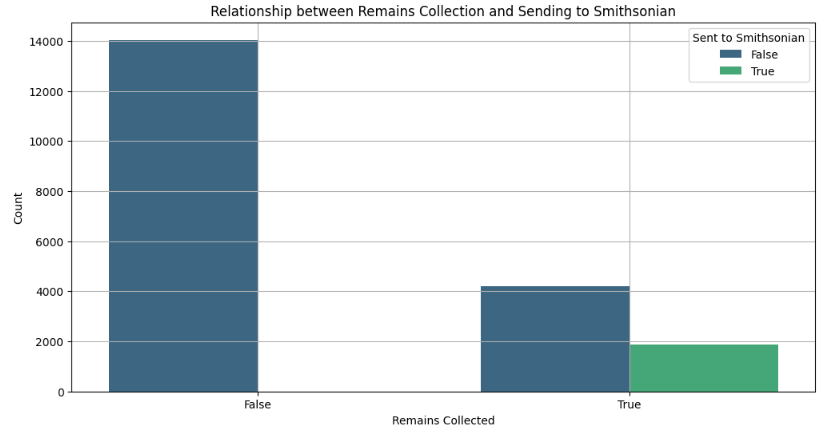 Relationship between Remains Collection and Sending to Smithsonian
Sent to Smithsonian
False
True
14000
12000
10000
8000
6000
4000
2000
0
Count
False
True
Remains Collected